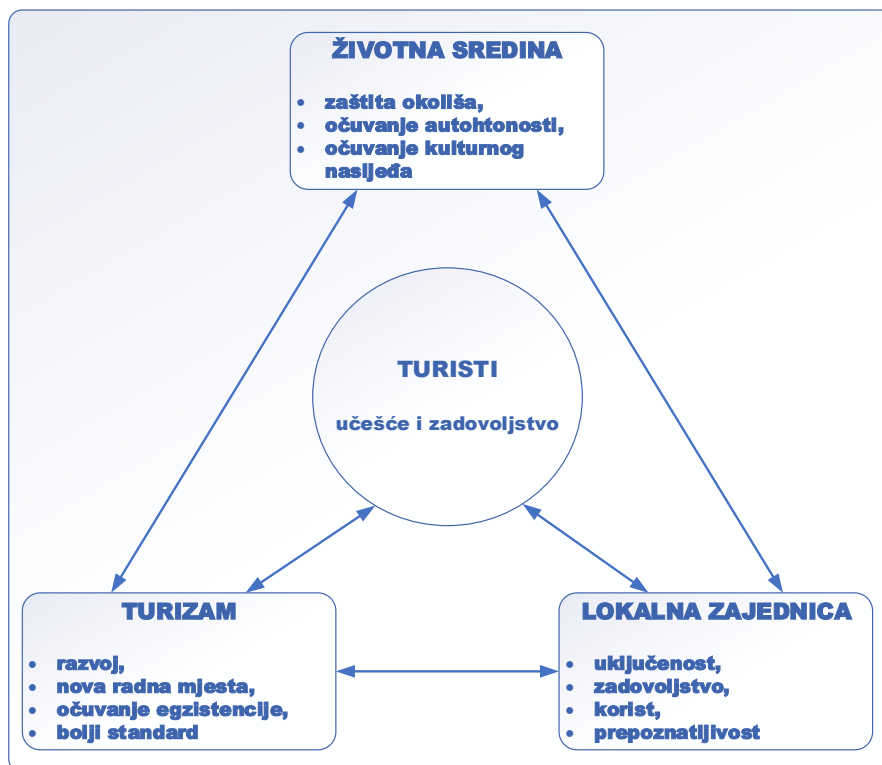 ŽIVOTNA SREDINA
• zaštita okoliša,
• očuvanje autohtonosti,
• očuvanje kulturnog
nasljeđa
TURISTI
učešće i zadovoljstvo
TURIZAM
• razvoj,
• nova radna mjesta,
• očuvanje egzistencije,
• bolji standard
LOKALNA ZAJEDNICA
• uključenost,
• zadovoljstvo,
• korist,
• prepoznatljivost